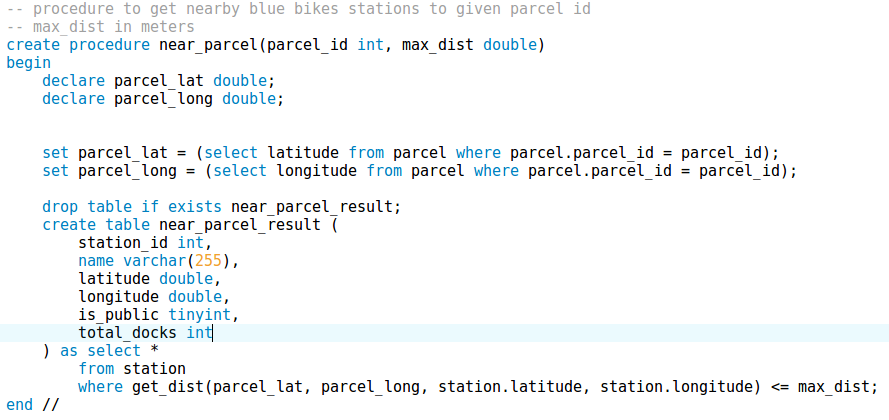 -- procedure to get nearby blue bikes stations to given parcel id
-- max_dist in meters
create procedure near_parcel(parcel_id int, max_dist double)
begin
    declare parcel_lat double;
    declare parcel_long double;

    set parcel_lat = (select latitude from parcel where parcel.parcel_id = parcel_id);
    set parcel_long = (select longitude from parcel where parcel.parcel_id = parcel_id);

    drop table if exists near_parcel_result;
    create table near_parcel_result (
        station_id int,
        name varchar(255),
        latitude double,
        longitude double,
        is_public tinyint,
        total_docks int
    ) as select *
        from station
        where get_dist(parcel_lat, parcel_long, station.latitude, station.longitude) <= max_dist;
end //